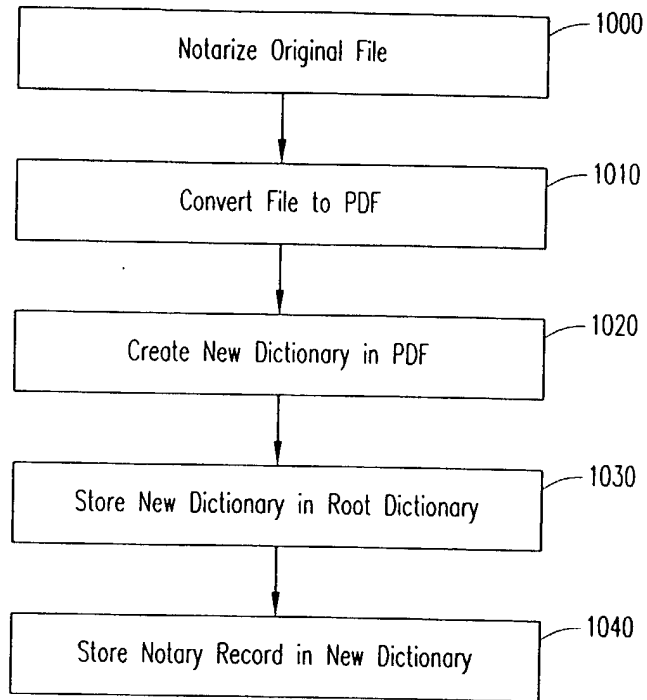 1000
Notarize Original File
1010
Convert File to PDF
1020
Create New Dictionary in PDF
1030
Store New Dictionary in Root Dictionary
1040
Store Notary Record in New Dictionary